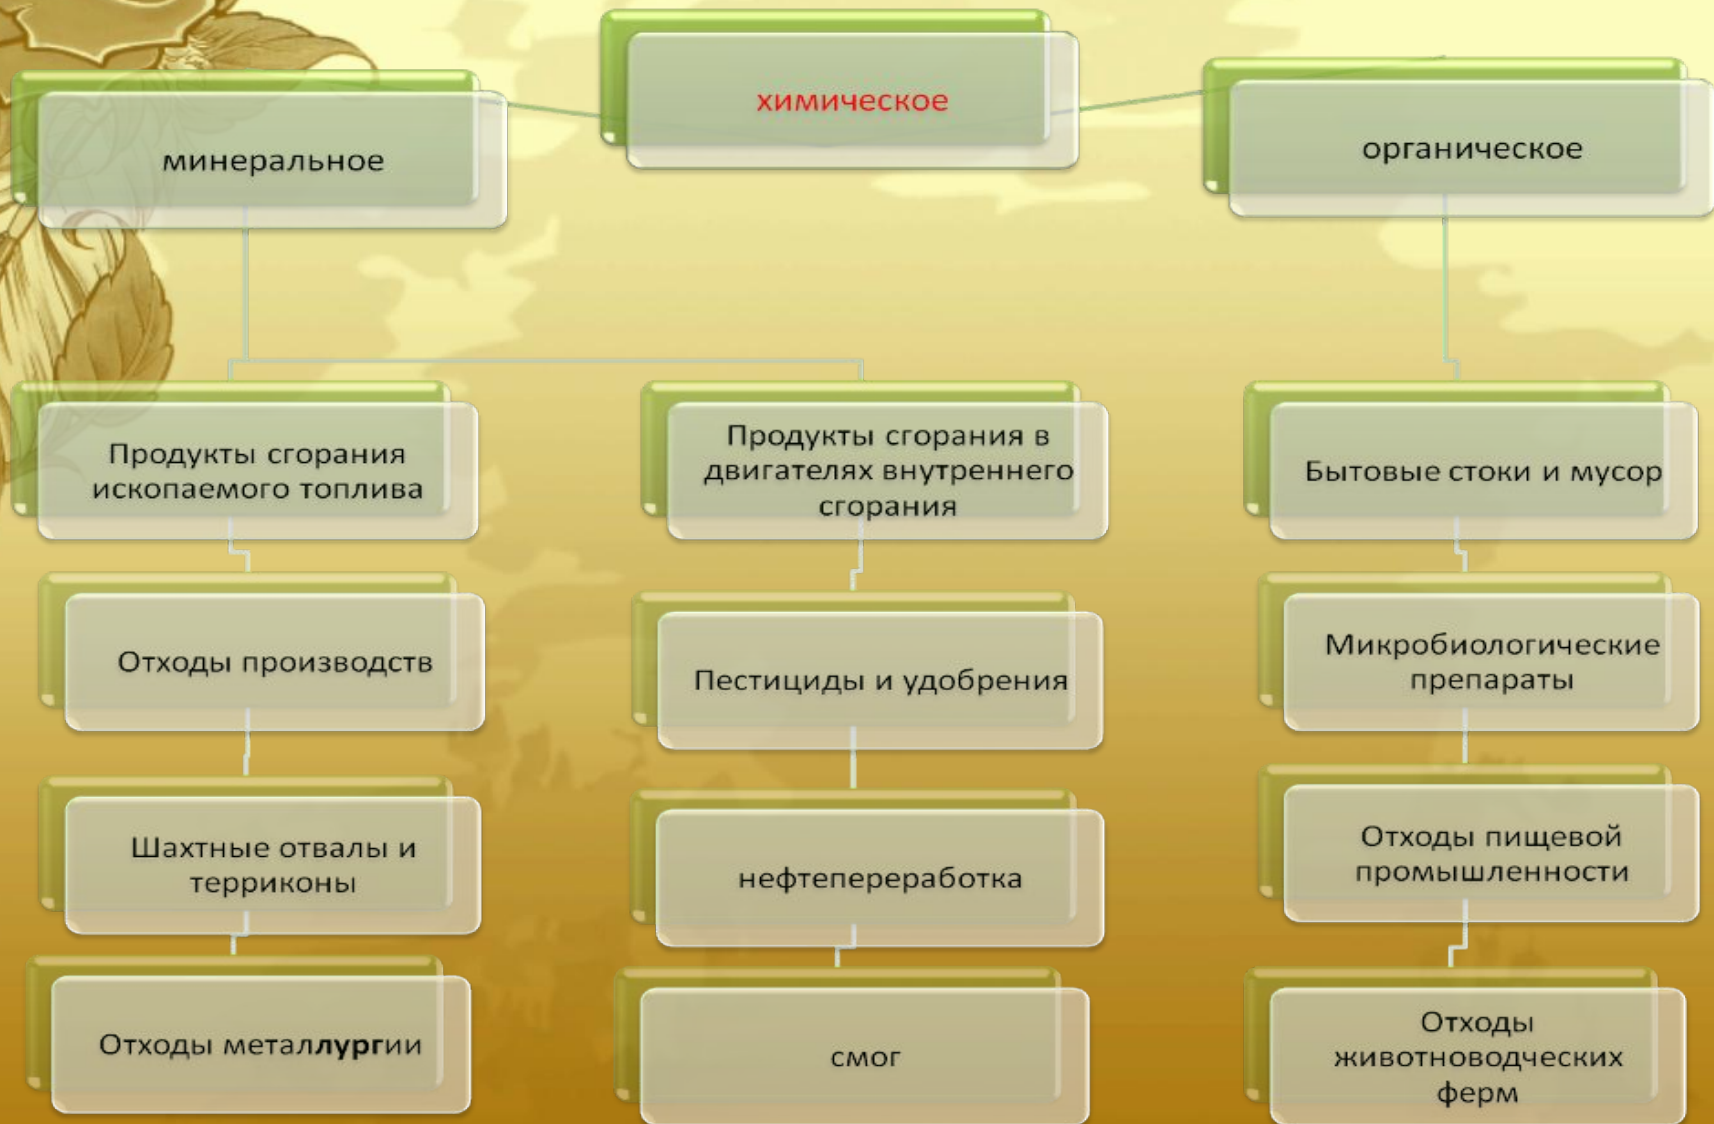 химическое
минеральное
органическое
Продукты сгорания
ископаемого топлива
Продукты сгорания в
двигателях внутреннего
сгорания
Бытовые стоки и мусор
Отходы производств
Пестициды и удобрения
Микробиологические
препараты
Шахтные отвалы и
терриконы
нефтепереработка
Отходы пищевой
промышленности
Отходы металлургии
смог
Отходы
животноводческих
ферм